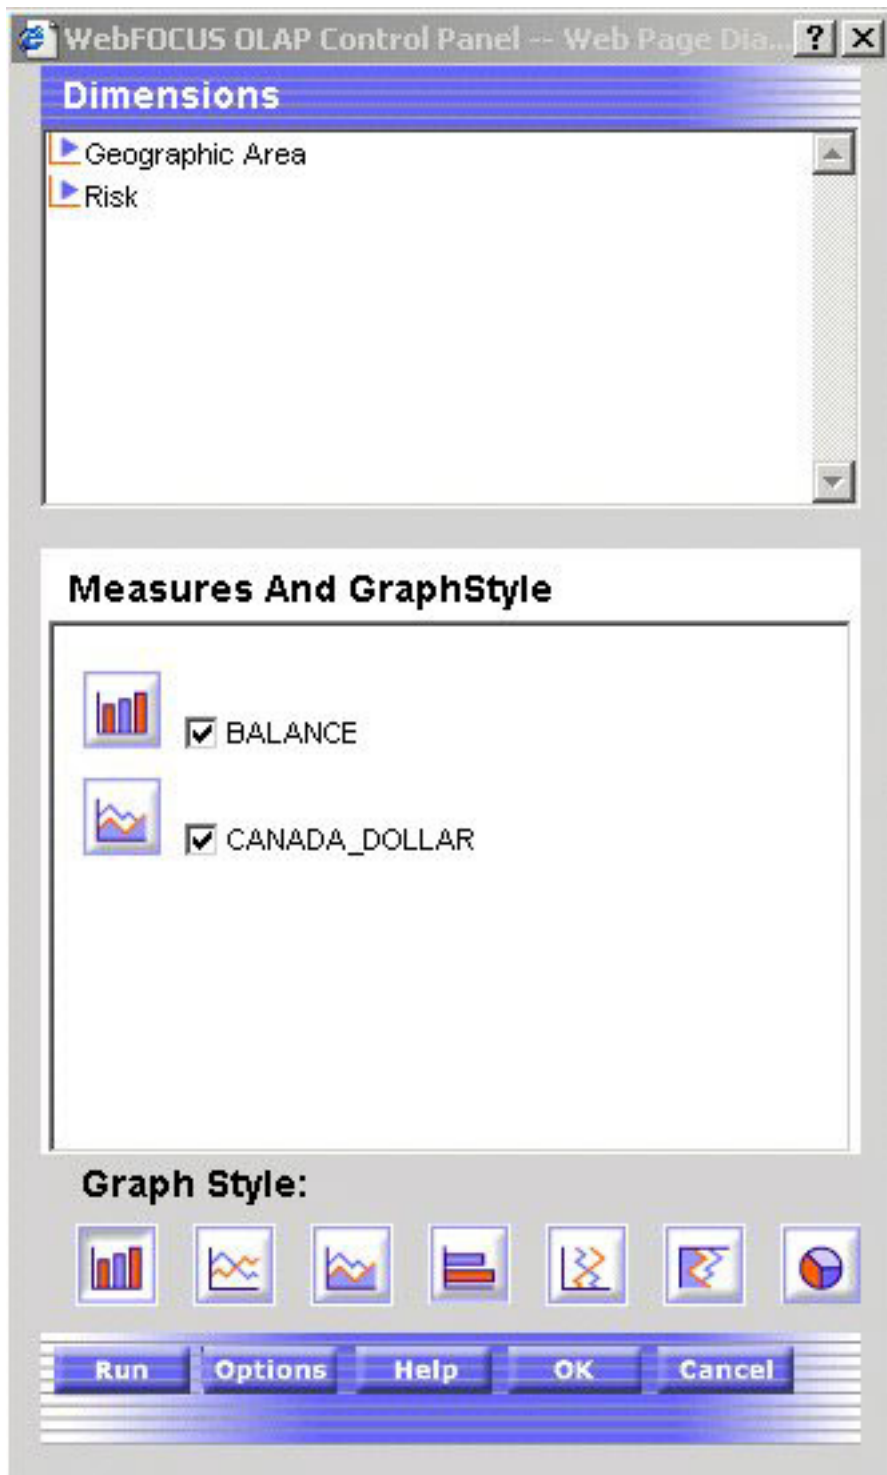 WebFOCUS OLAP Control Panel -- Web Page Dia...
Dimensions
Geographic Area
Risk
Measures And GraphStyle
BALANCE
CANADA_DOLLAR
Graph Style:
Run Options Help OK Cancel